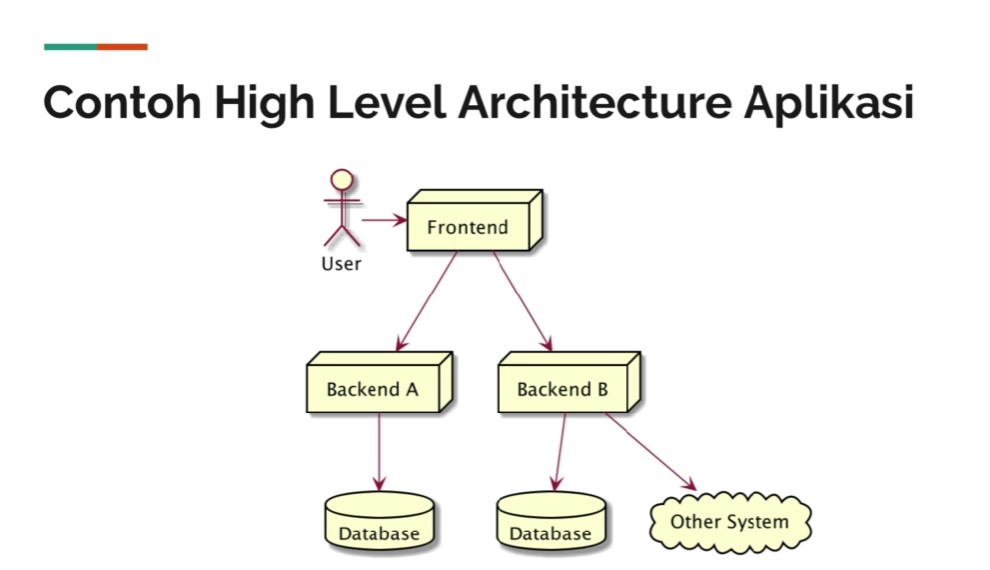 Contoh High Level Architecture Aplikasi
User
Frontend
Backend A
Backend B
Database
Database
Other System